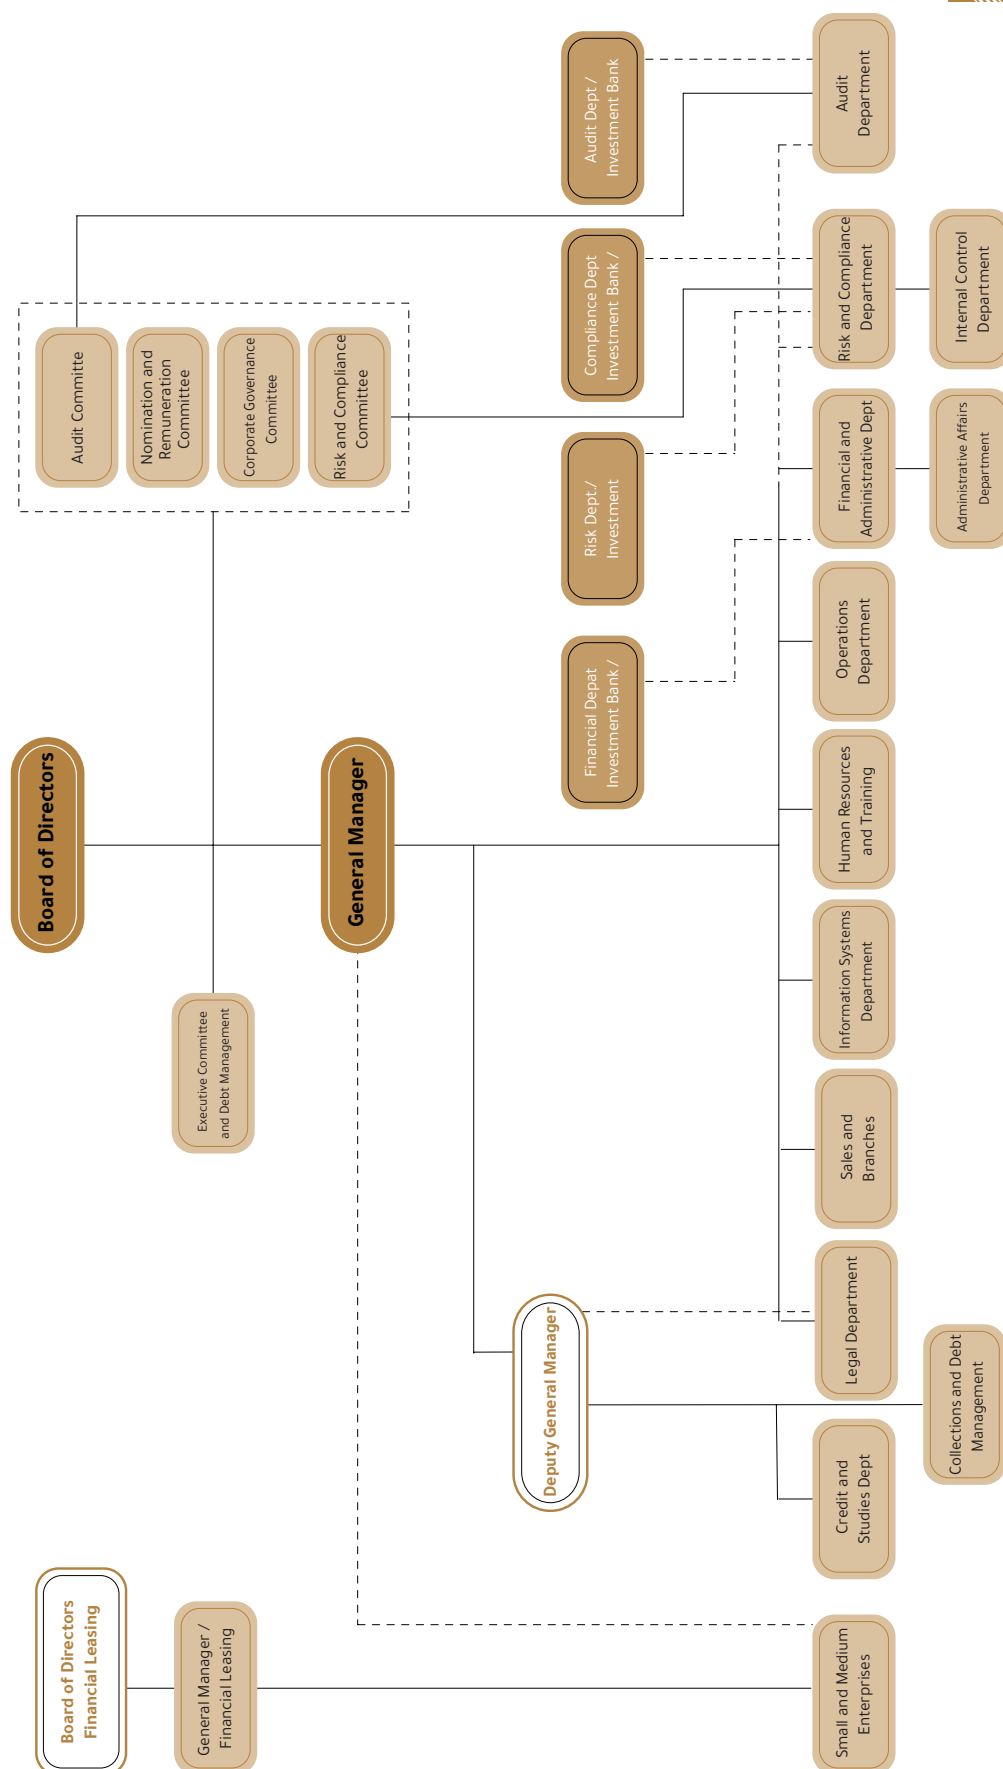 Board of Directors
Financial Leasing
General Manager /
Financial Leasing
Small and Medium
Enterprises
Board of Directors
Executive Committee
and Debt Management
General Manager
Deputy General Manager
Credit and
Studies Dept
Collections and Debt
Management
Legal Department
Sales and
Branches
Information Systems
Department
Human Resources
and Training
Operations
Department
Financial and
Administrative Dept
Administrative Affairs
Department
Risk and Compliance
Department
Internal Control
Department
Audit
Department
Financial Depat
Investment Bank /
Risk Dept./
Investment
Compliance Dept
Investment Bank /
Audit Dept /
Investment Bank
Audit Committe
Nomination and
Remuneration
Committee
Corporate Governance
Committee
Risk and Compliance
Committee